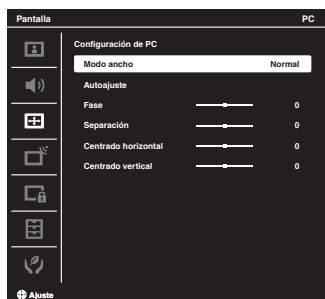 Pantalla PC
Configuración de PC
Modo ancho Normal
Autoajuste
Fase 0
Separación 0
Centrado horizontal 0
Centrado vertical 0
Ajuste